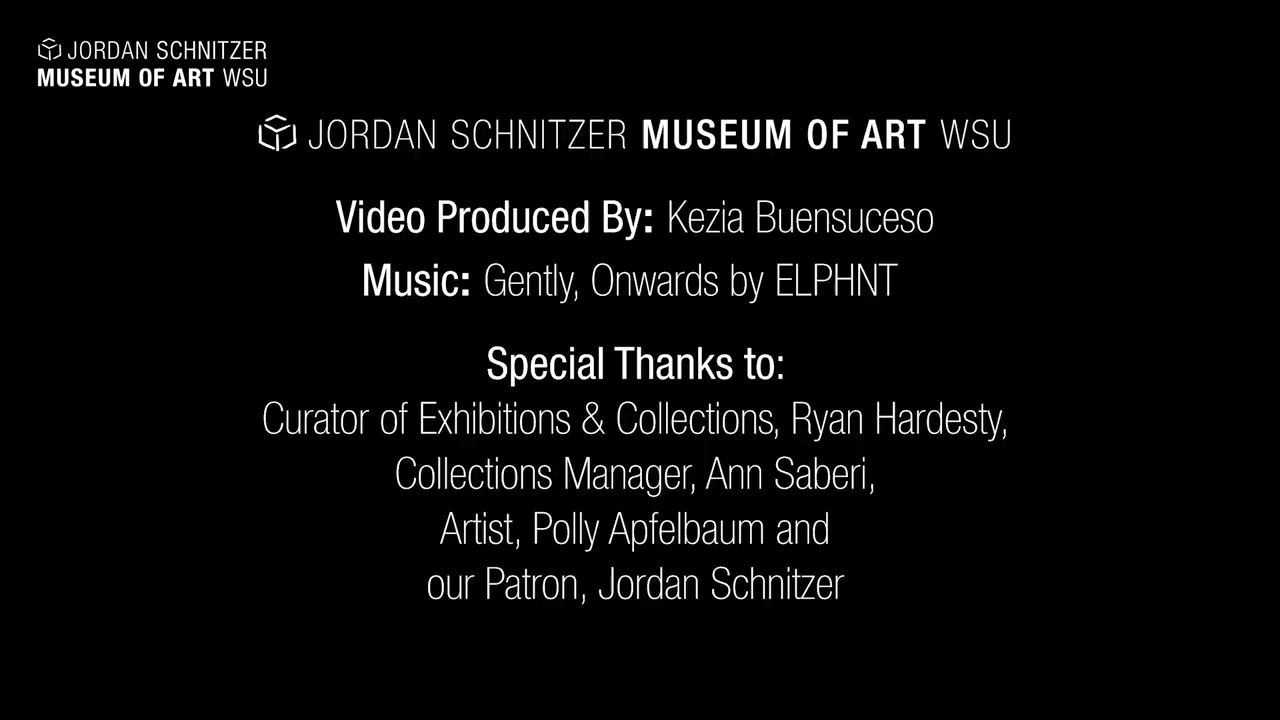 JORDAN SCHNITZER
MUSEUM OF ART WSU
JORDAN SCHNITZER MUSEUM OF ART WSU
Video Produced By: Kezia Buensuceso
Music: Gently, Onwards by ELPHNT
Special Thanks to:
Curator of Exhibitions & Collections, Ryan Hardesty,
Collections Manager, Ann Saberi,
Artist, Polly Apfelbaum and
our Patron, Jordan Schnitzer